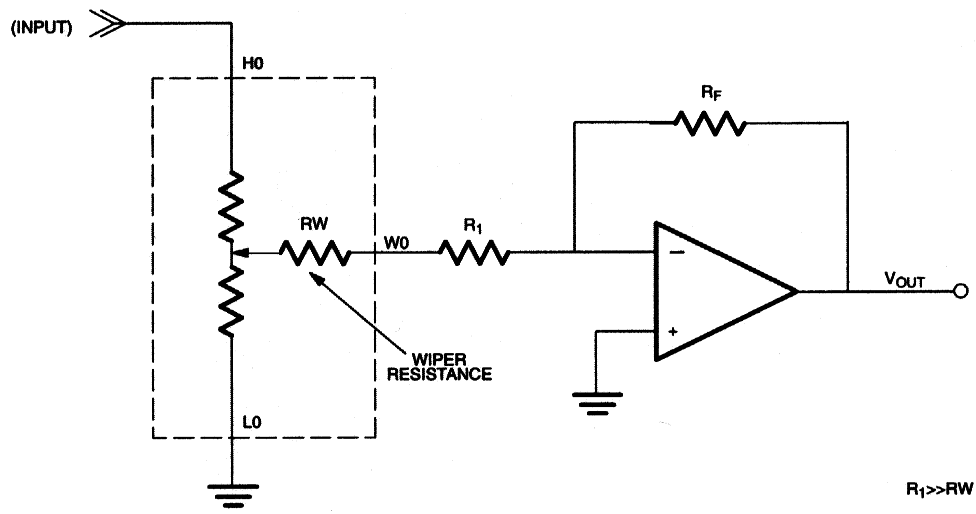 (INPUT)
H0
RF
RW
W0
R1
−
+
VOUT
WIPER
RESISTANCE
L0
R1>>RW